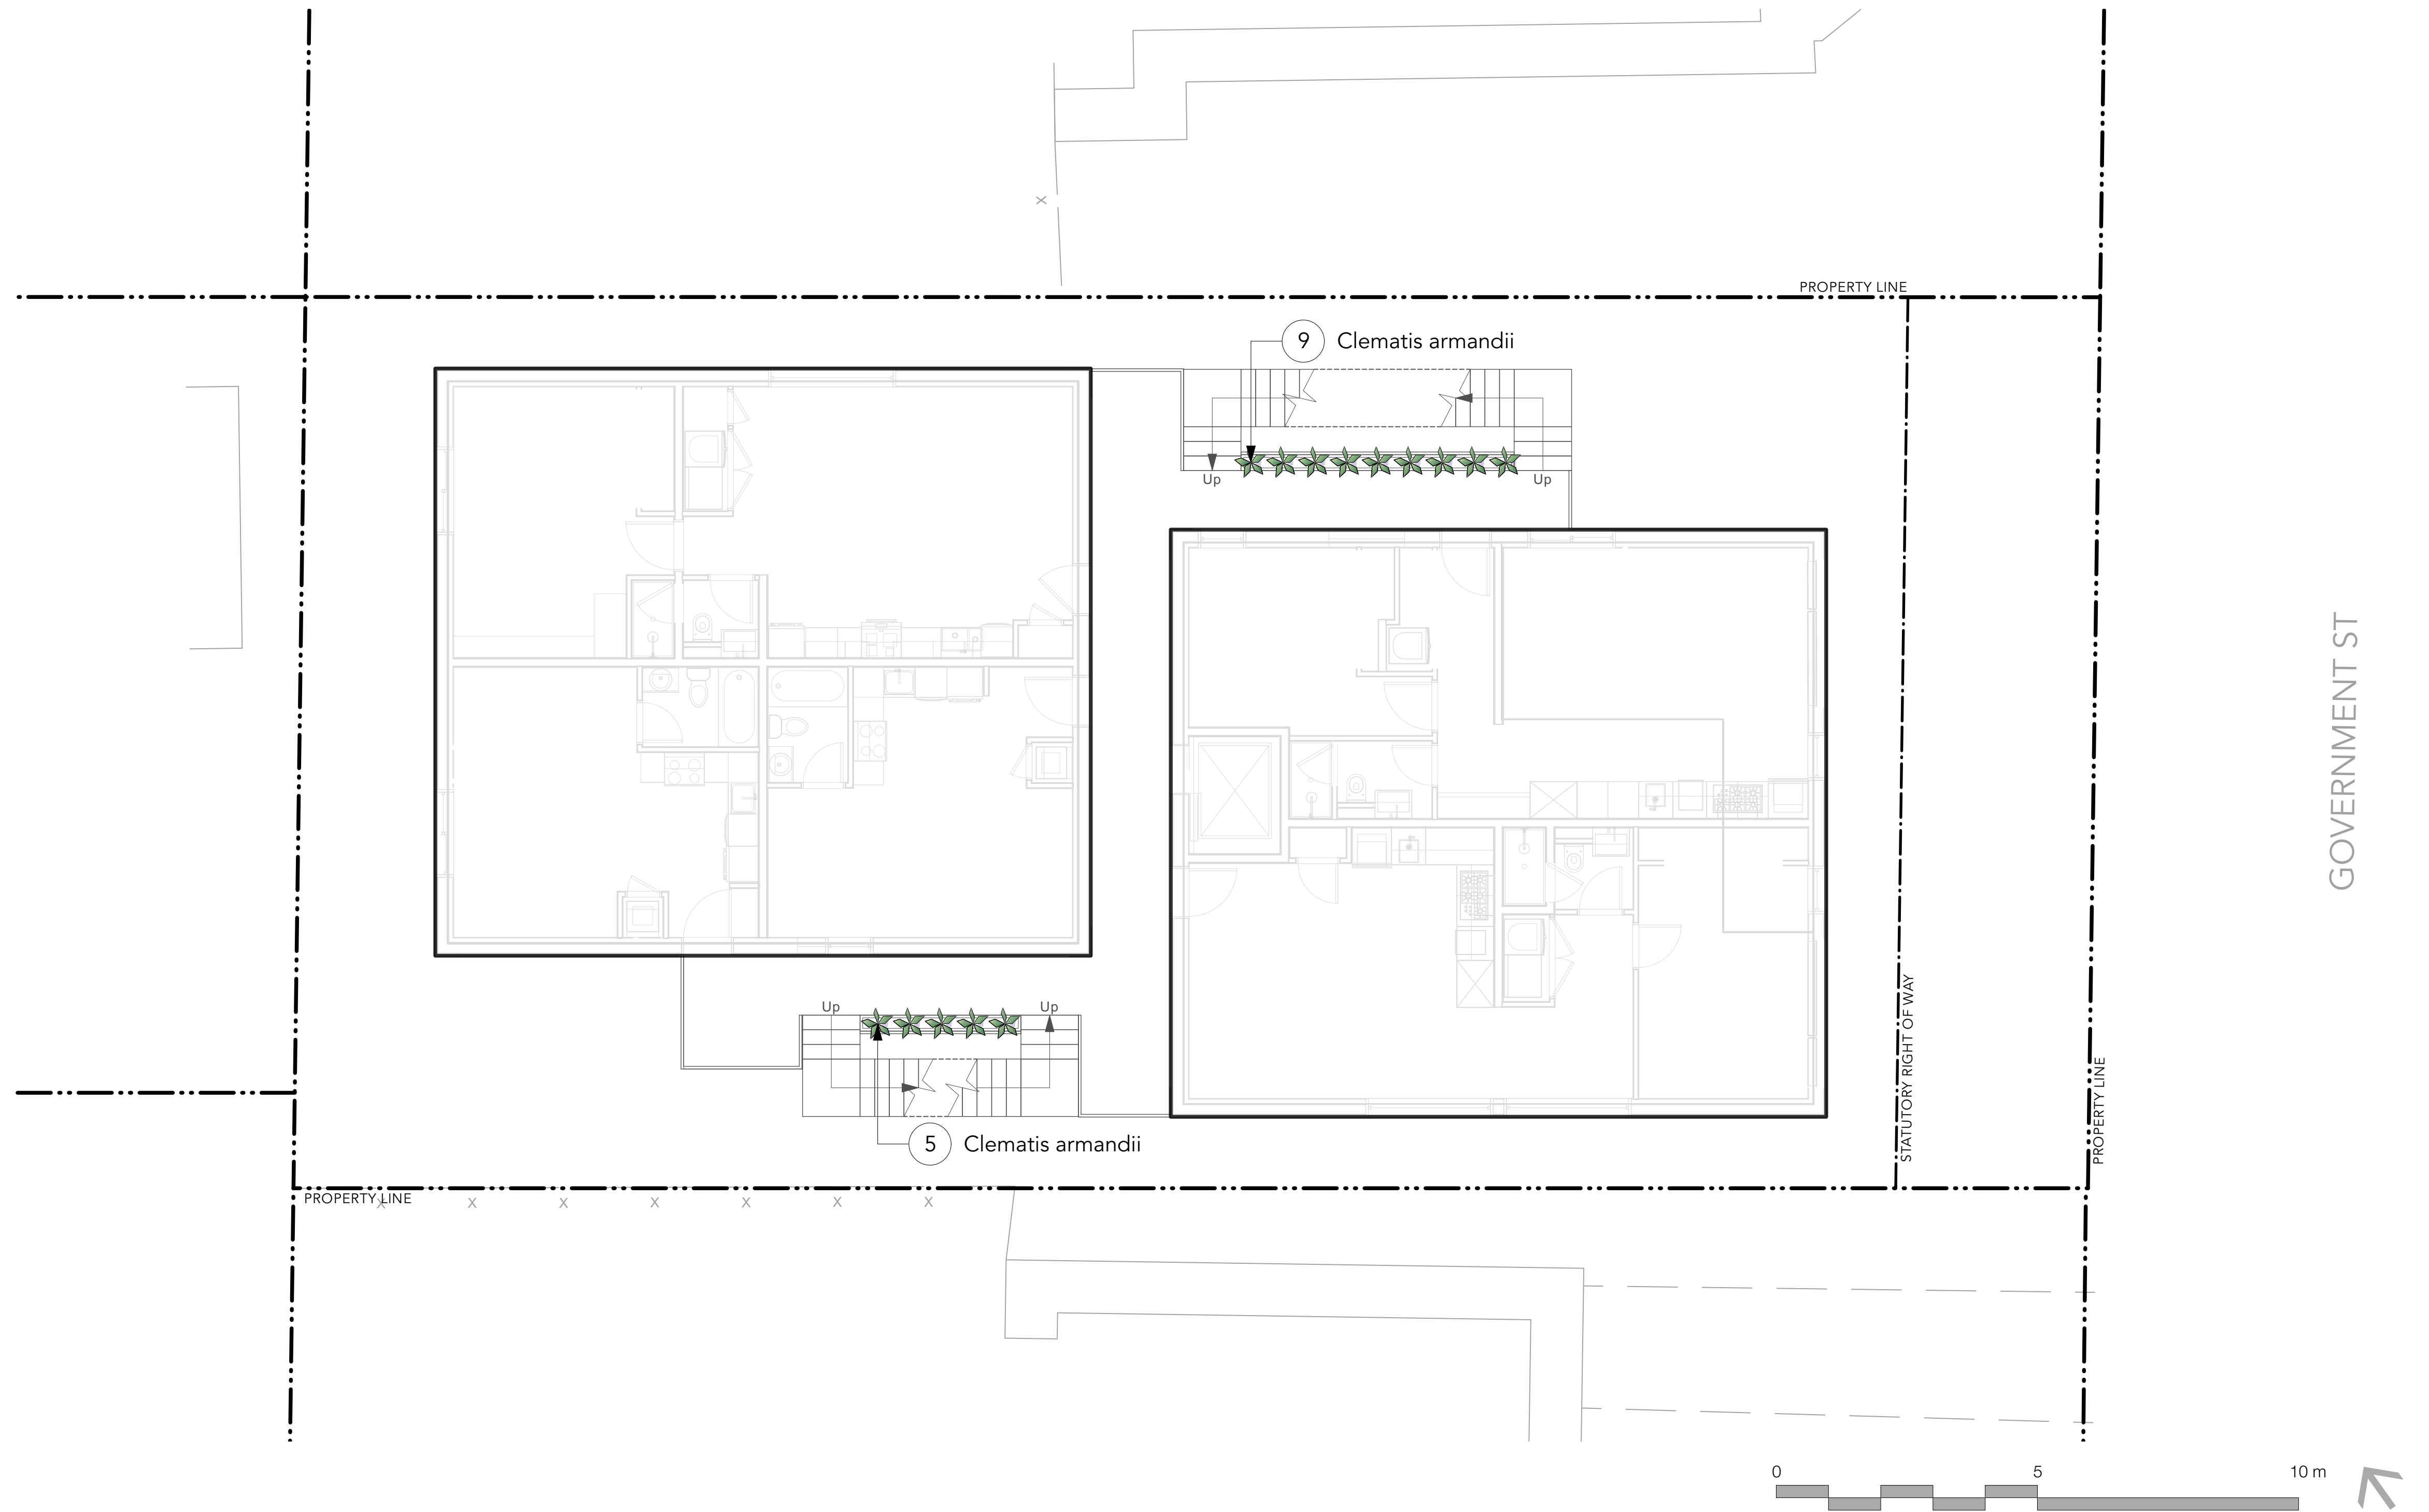 PROPERTY LINE
9 Clematis armandii
Up
Up
GOVERNMENT ST
Up
Up
STATUTORY RIGHT OF WAY
PROPERTY LINE
5 Clematis armandii
PROPERTY LINE
x
x x x x x x x
0 5 10 m